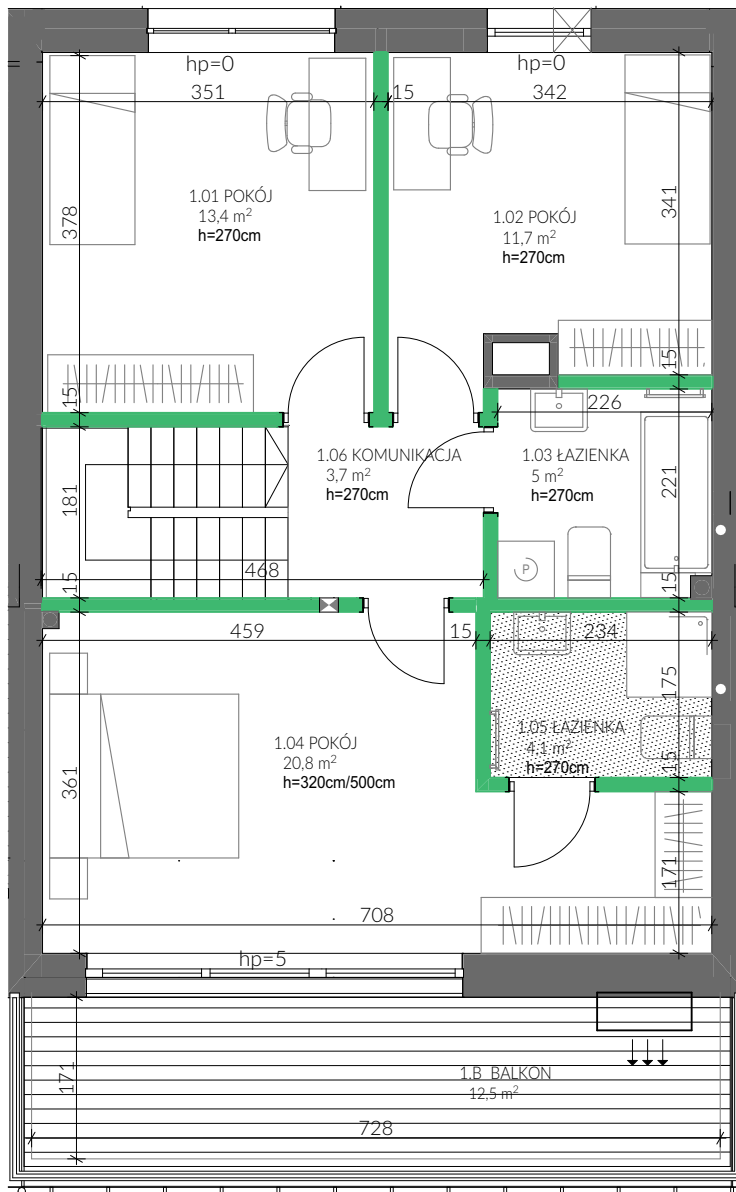 hp=0
hp=0
351
15
342
378
341
1.01 POKÓJ
13,4 m²
h=270cm
1.02 POKÓJ
11,7 m²
h=270cm
15
15
226
1.06 KOMUNIKACJA
3,7 m²
h=270cm
1.03 ŁAZIENKA
5 m²
h=270cm
181
221
468
P
15
15
459
15
234
175
1.04 POKÓJ
20,8 m²
h=320cm/500cm
1.05 ŁAZIENKA
4,1 m²
h=270cm
361
15
171
708
hp=5
171
1.B BALKON
12,5 m²
728